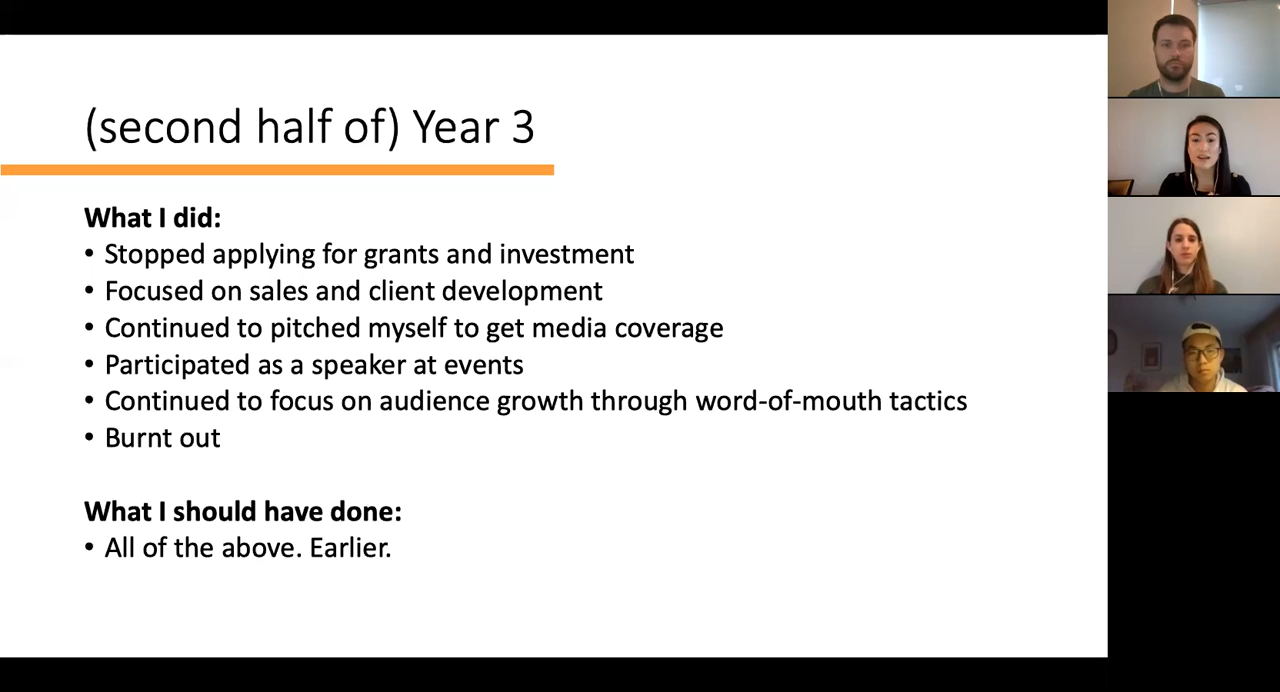 (second half of) Year 3
What I did:
• Stopped applying for grants and investment
• Focused on sales and client development
• Continued to pitched myself to get media coverage
• Participated as a speaker at events
• Continued to focus on audience growth through word-of-mouth tactics
• Burnt out
What I should have done:
• All of the above. Earlier.